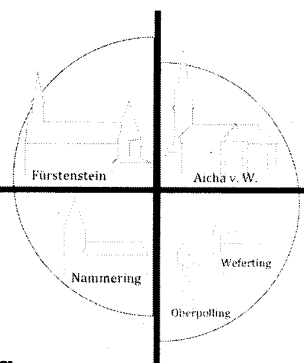 Fürstenstein
Aicha v. W.
Nammering
Weferting
Oberpolling